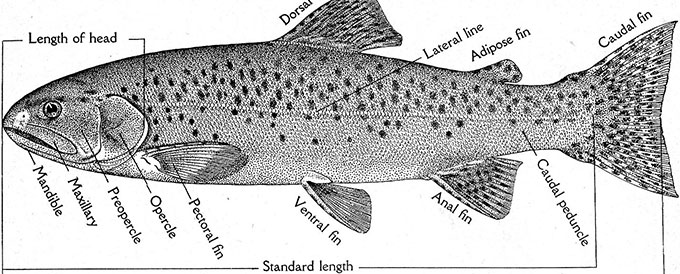 Dorsal
Length of head
Lateral line
Adipose fin
Caudal fin
Mandible
Maxillary
Preopercle
Opercle
Pectoral fin
Ventral fin
Anal fin
Caudal peduncle
Standard length